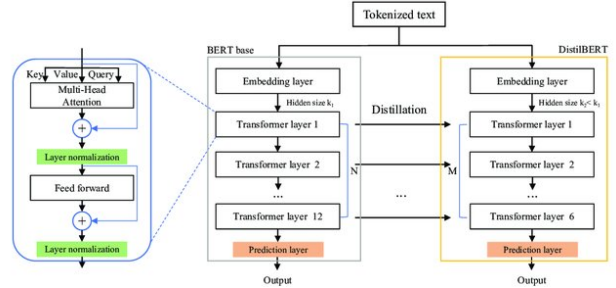 Tokenized text
BERT base
DistilBERT
Key Value Query
Multi-Head
Attention
+
Layer normalization
Feed forward
+
Layer normalization
Embedding layer
Hidden size k₁
Transformer layer 1
Transformer layer 2
...
Transformer layer 12
Prediction layer
Output
N
Distillation
...
M
Embedding layer
Hidden size k₂< k₁
Transformer layer 1
Transformer layer 2
...
Transformer layer 6
Prediction layer
Output